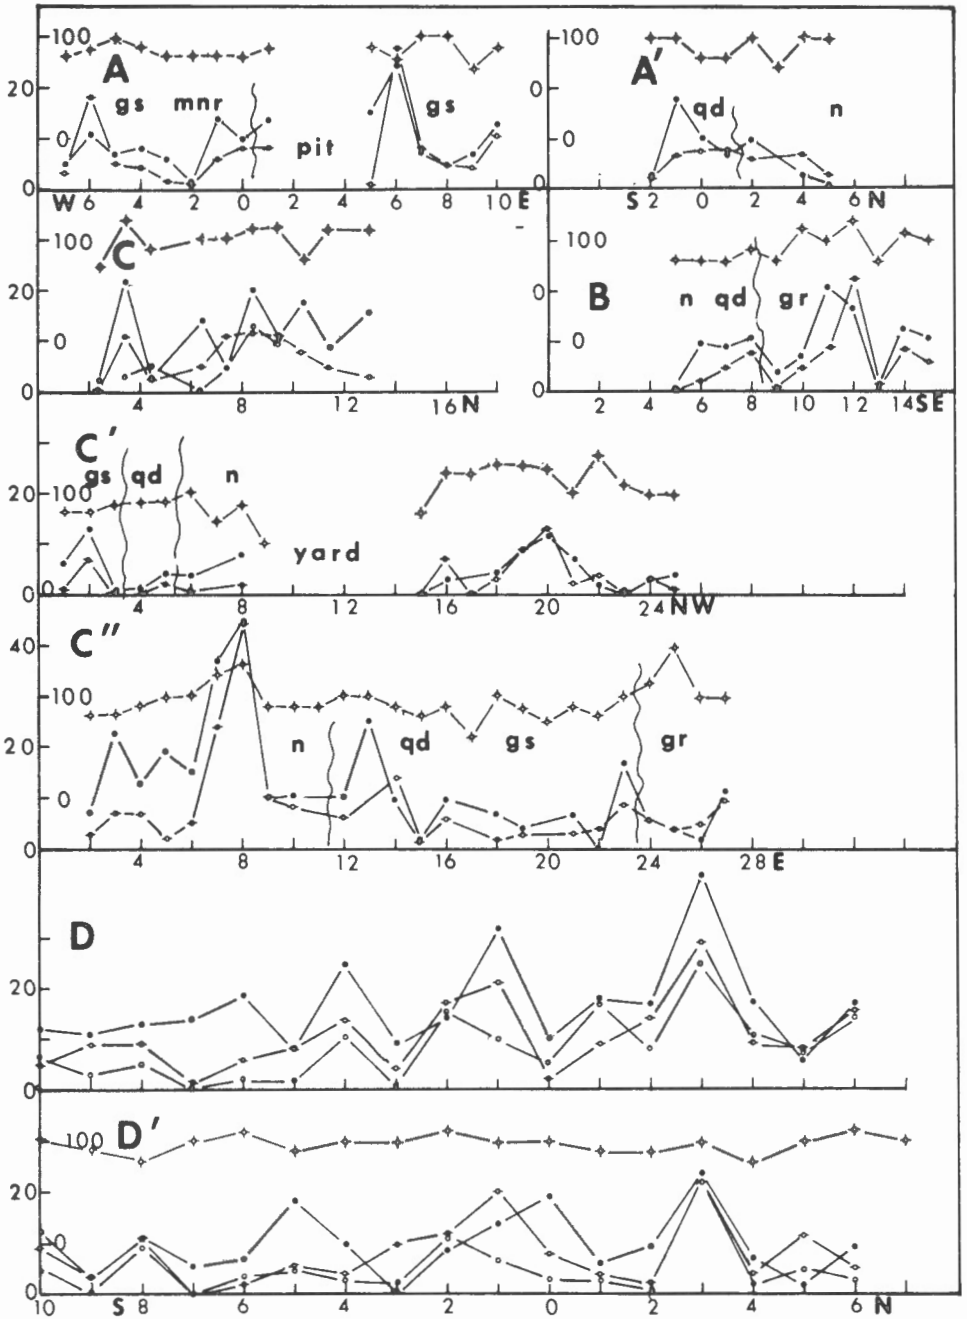 100 100
A A'
20 0
gs mnr gs qd n
0 0
pit
0 0
W 6 4 2 0 2 4 6 8 10 E S 2 0 2 4 6 N
100 C 100
20 0 B n qd gr
0 0
0 0
4 8 12 16 N 2 4 6 8 10 12 14 SE
C'
gs qd n
20 100
yard
0
0 4 8 12 16 20 24 NW
C"
40
100
20 n qd gs gr
0
0
4 8 12 16 20 24 28 E
D
20
0
100 D'
20
0
0
10 S 8 6 4 2 0 2 4 6 N